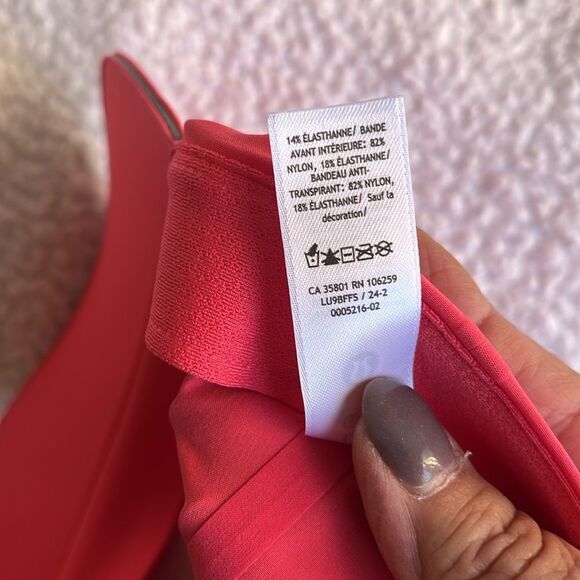 14% ÉLASTHANNE/ BANDE
AVANT INTÉRIEURE: 82%
NYLON, 18% ÉLASTHANNE/
BANDEAU ANTI-
TRANSPIRANT: 82% NYLON,
18% ÉLASTHANNE/ Sauf la
décoration/
CA 35801 RN 106259
LU9BFFS / 24-2
0005216-02